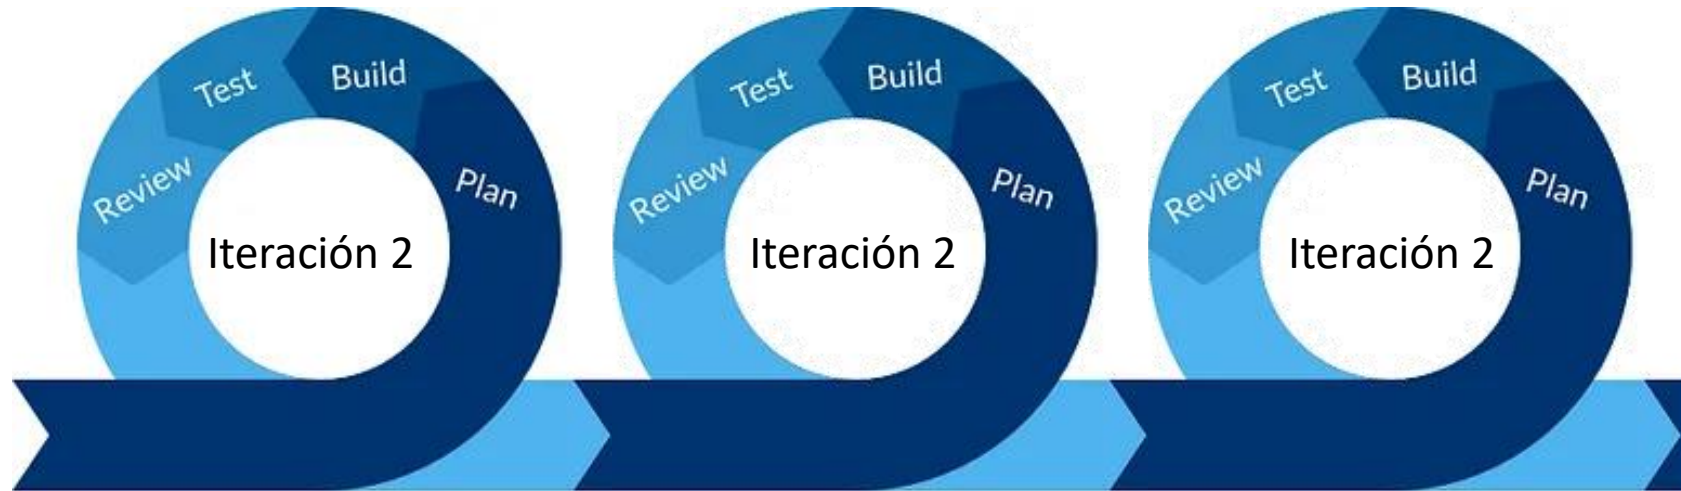 Test
Build
Review
Plan
Iteración 2
Test
Build
Review
Plan
Iteración 2
Test
Build
Review
Plan
Iteración 2